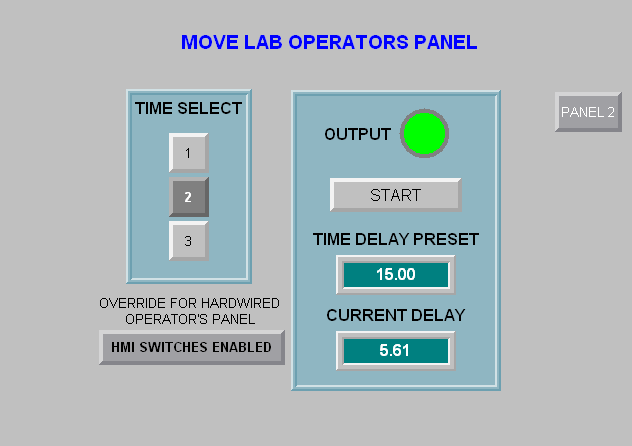 MOVE LAB OPERATORS PANEL
TIME SELECT
1
2
3
OVERRIDE FOR HARDWIRED
OPERATOR'S PANEL
HMI SWITCHES ENABLED
OUTPUT
START
TIME DELAY PRESET
15.00
CURRENT DELAY
5.61
PANEL 2